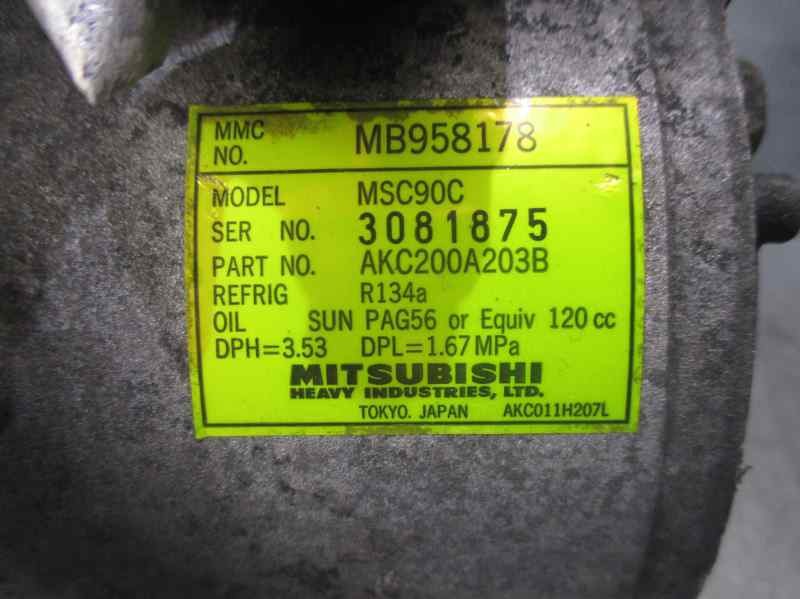 MMC NO. MB958178
MODEL MSC90C
SER NO. 3081875
PART NO. AKC200A203B
REFRIG R134a
OIL SUN PAG56 or Equiv 120 cc
DPH=3.53 DPL=1.67 MPa
MITSUBISHI
HEAVY INDUSTRIES, LTD.
TOKYO. JAPAN AKC011H207L